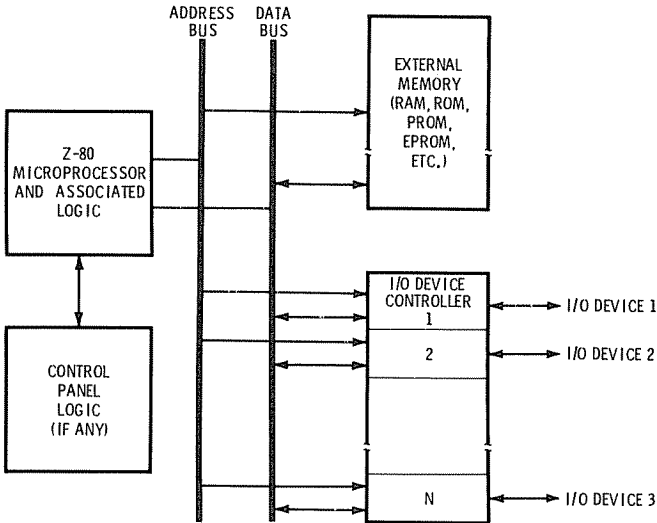 ADDRESS
BUS
DATA
BUS
EXTERNAL
MEMORY
(RAM, ROM,
PROM,
EPROM,
ETC.)
Z-80
MICROPROCESSOR
AND ASSOCIATED
LOGIC
CONTROL
PANEL
LOGIC
(IF ANY)
I/O DEVICE
CONTROLLER
1
2
N
I/O DEVICE 1
I/O DEVICE 2
I/O DEVICE 3